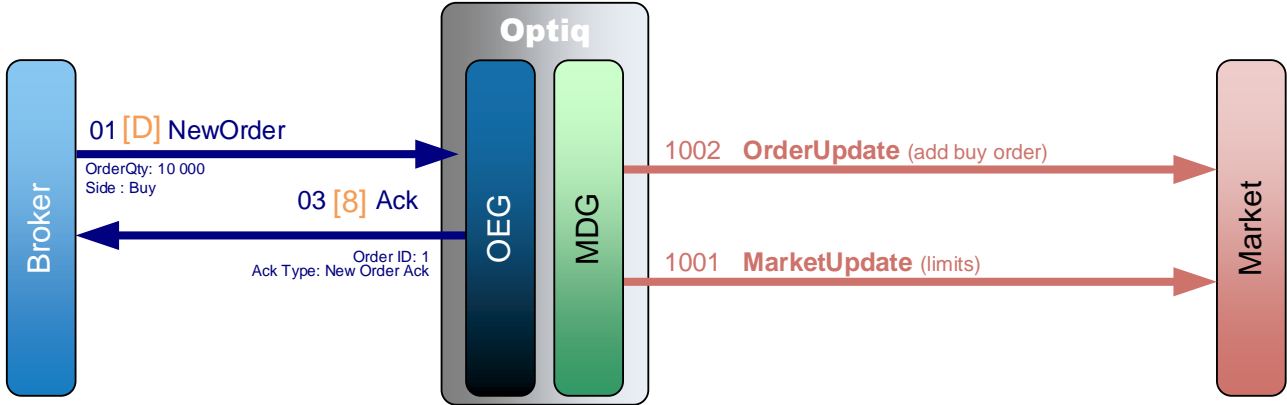 Optiq
Broker
01 [D] NewOrder
OrderQty: 10 000
Side : Buy
03 [8] Ack
Order ID: 1
Ack Type: New Order Ack
OEG
MDG
1002 OrderUpdate (add buy order)
1001 MarketUpdate (limits)
Market